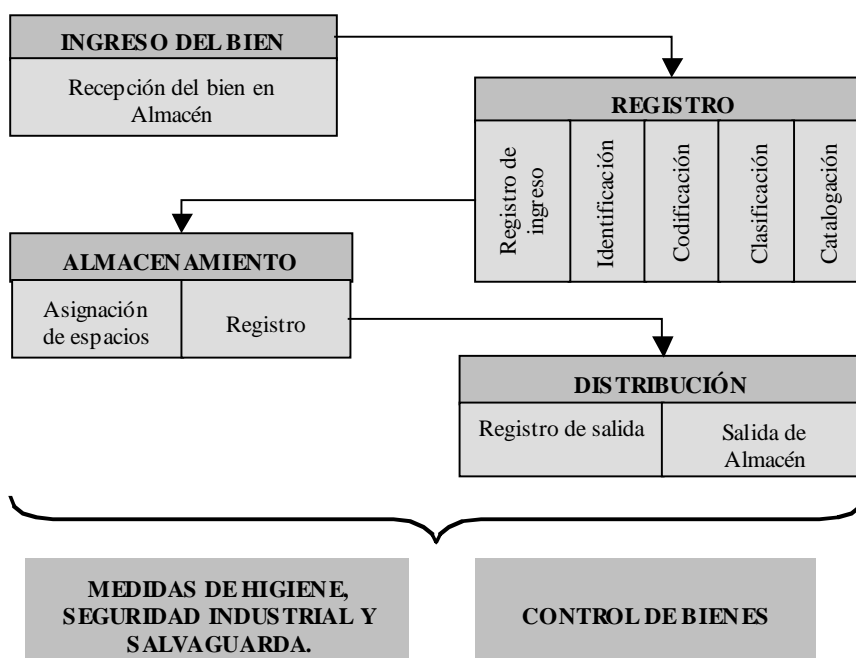 INGRESO DEL BIEN
Recepción del bien en
Almacén
REGISTRO
Registro de
ingreso
Identificación
Codificación
Clasificación
Catalogación
ALMACENAMIENTO
Asignación
de espacios
Registro
DISTRIBUCIÓN
Registro de salida
Salida de
Almacén
MEDIDAS DE HIGIENE,
SEGURIDAD INDUSTRIAL Y
SALVAGUARDA.
CONTROL DE BIENES